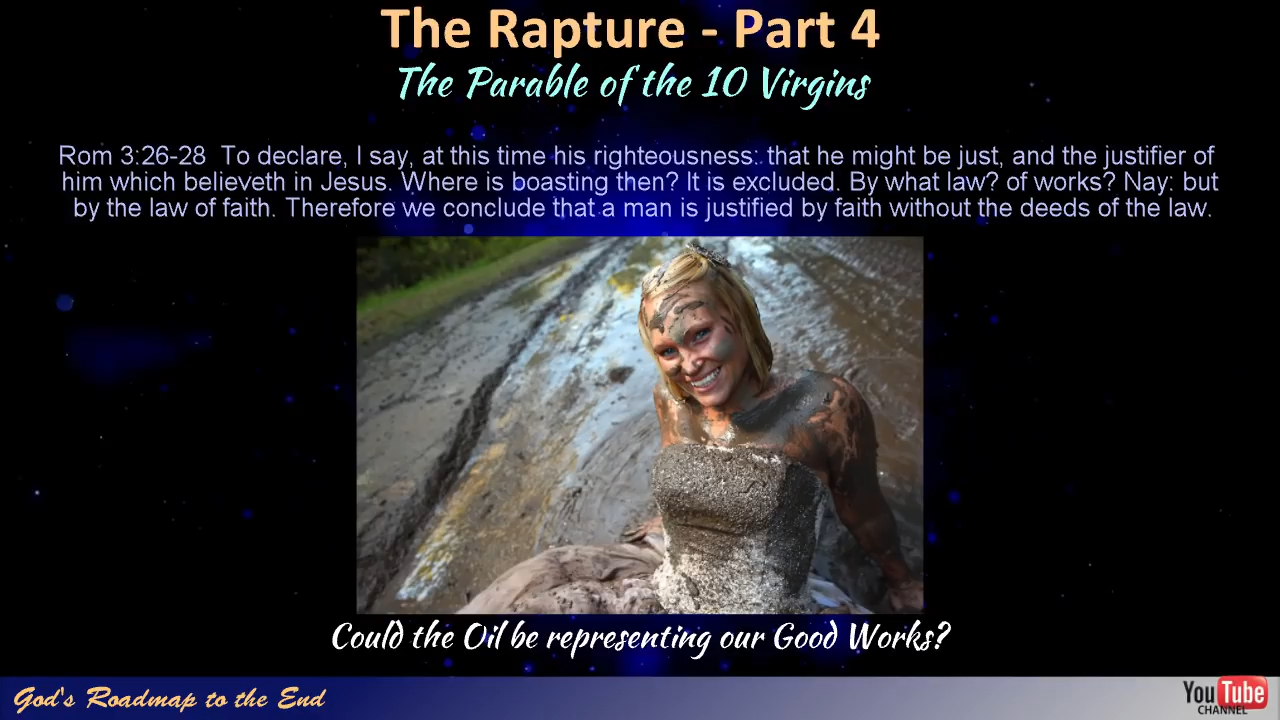 The Rapture - Part 4
The Parable of the 10 Virgins
Rom 3:26-28  To declare, I say, at this time his righteousness: that he might be just, and the justifier of
him which believeth in Jesus. Where is boasting then? It is excluded. By what law? of works? Nay: but
by the law of faith. Therefore we conclude that a man is justified by faith without the deeds of the law.
Could the Oil be representing our Good Works?
God's Roadmap to the End
YouTube
CHANNEL